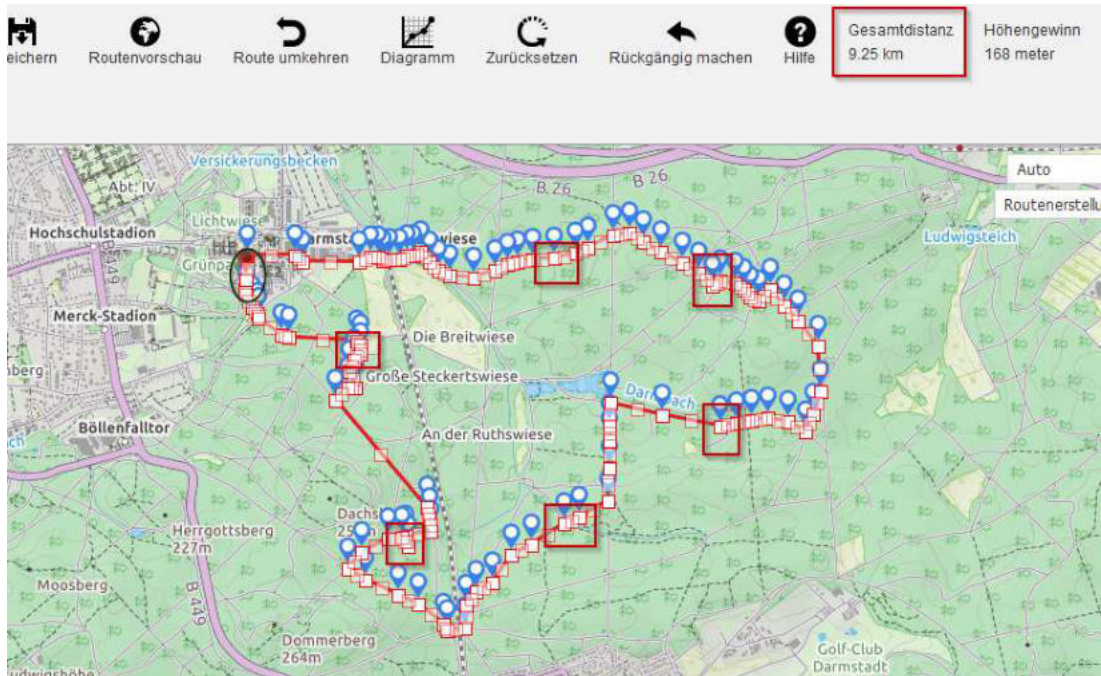 eichern
Routenvorschau
Route umkehren
Diagramm
Zurücksetzen
Rückgängig machen
Hilfe
Gesamtdistanz
9.25 km
Höhengewinn
168 meter
Auto
Routenerstellu
Versickerungsbecken
Abt: IV
B 26
B 26
Lichtwiese
Hochschulstadion
Ludwigsteich
B 449
Merck-Stadion
Die Breitwiese
Große Steckertswiese
Böllenfalltor
An der Ruthswiese
Herrgottsberg
227m
Moosberg
B 449
Dommerberg
264m
Golf-Club
Darmstadt